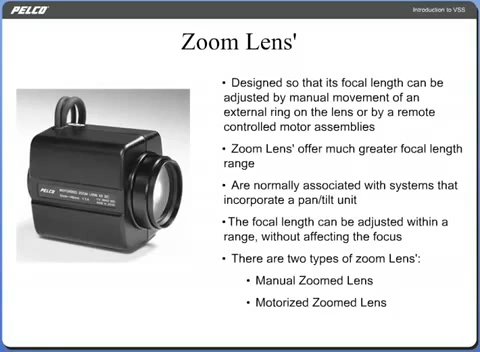 PELCO
Introduction to VSS
Zoom Lens'
• Designed so that its focal length can be
adjusted by manual movement of an
external ring on the lens or by a remote
controlled motor assemblies
• Zoom Lens' offer much greater focal length
range
• Are normally associated with systems that
incorporate a pan/tilt unit
• The focal length can be adjusted within a
range, without affecting the focus
• There are two types of zoom Lens':
• Manual Zoomed Lens
• Motorized Zoomed Lens
PELCO
MOTORIZED ZOOM LENS